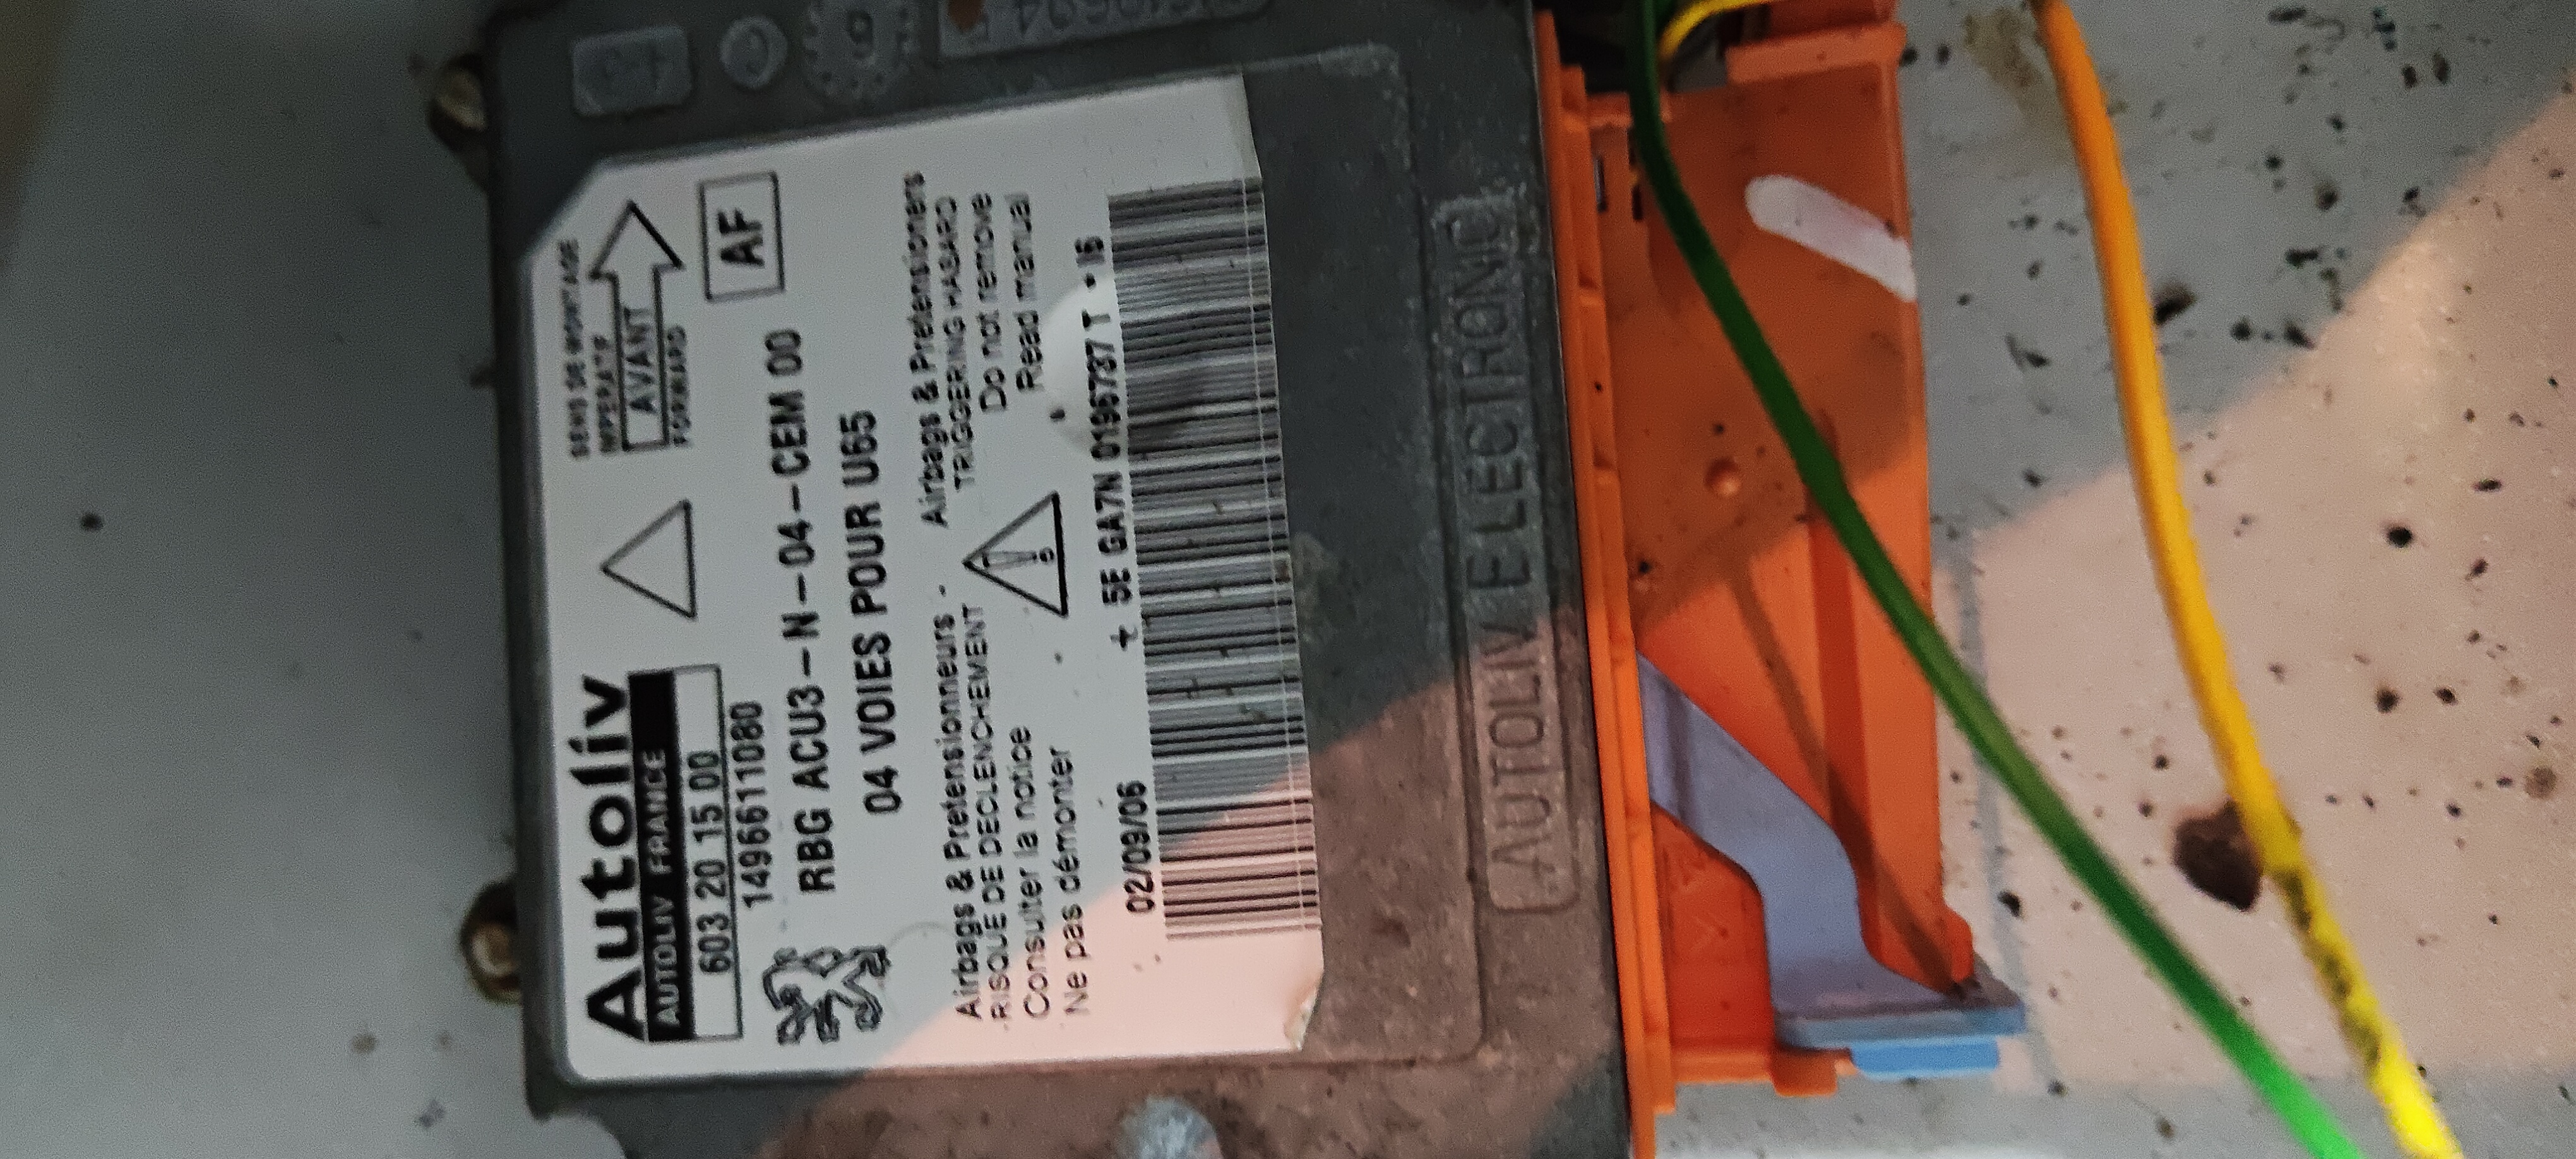 Autoliv
AUTOLIV FRANCE
603 20 15 00
1496611080
SENS DE MONTAGE
IMPERATIF
AVANT
FORWARD
AF
RBG ACU3-N-04-CEM 00
04 VOIES POUR U65
Airbags & Pretensionneurs -
RISQUE DE DECLENCHEMENT
Consulter la notice
Ne pas démonter
Airbags & Pretensioners
TRIGGERING HASARD
Do not remove
Read manual
02/09/06
+ 5E GA7N 0196737 T
AUTOLIV ELECTRONIC